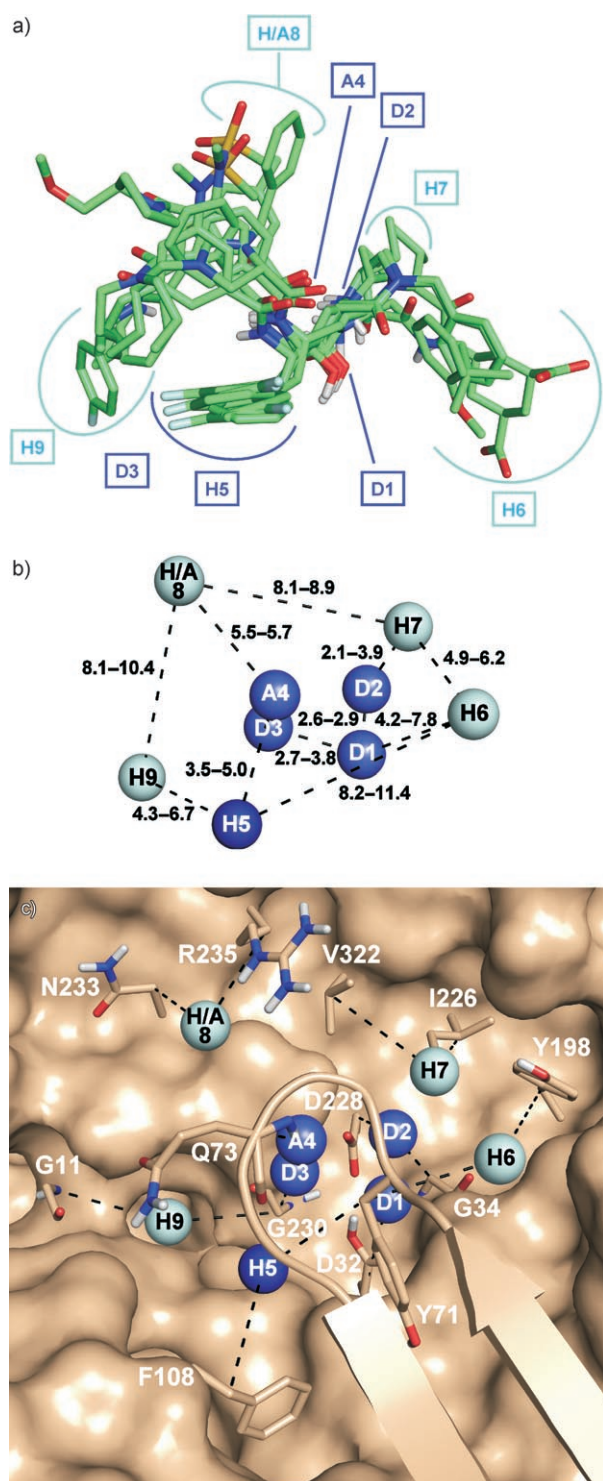 a)
H/A8
A4
D2
H7
H9
D3
H5
D1
H6
b)
H/A
8
8.1–8.9
H7
5.5–5.7
2.1–3.9
4.9–6.2
8.1–10.4
A4
D2
D3
2.6–2.9
4.2–7.8
H6
D1
3.5–5.0
2.7–3.8
H9
8.2–11.4
4.3–6.7
H5
c)
R235
V322
N233
I226
H/A
8
Y198
H7
D228
A4
D2
Q73
H6
G11
D3
D1
G34
H9
G230
H5
D32
Y71
F108